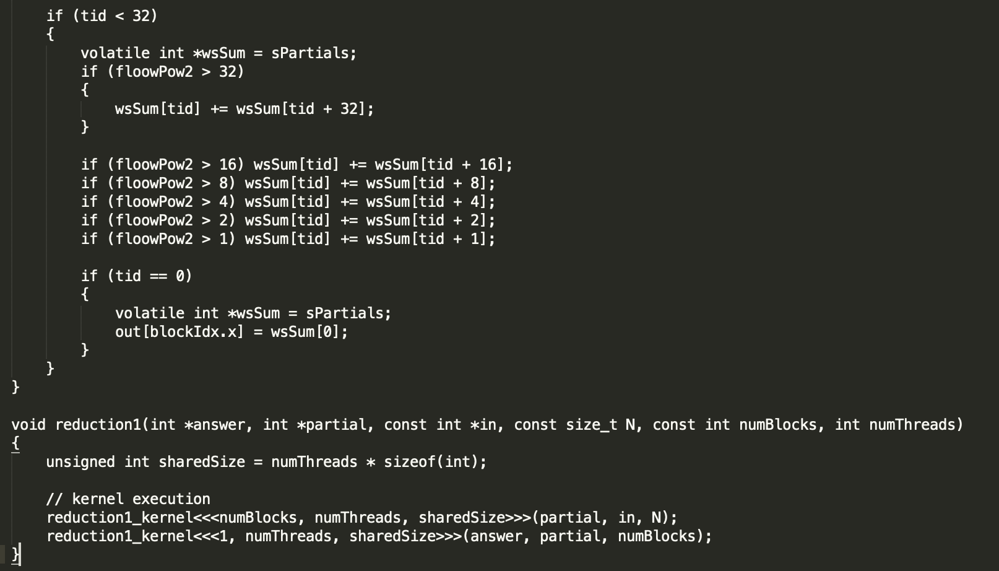 if (tid < 32)
{
volatile int *wsSum = sPartials;
if (floowPow2 > 32)
{
wsSum[tid] += wsSum[tid + 32];
}
if (floowPow2 > 16) wsSum[tid] += wsSum[tid + 16];
if (floowPow2 > 8) wsSum[tid] += wsSum[tid + 8];
if (floowPow2 > 4) wsSum[tid] += wsSum[tid + 4];
if (floowPow2 > 2) wsSum[tid] += wsSum[tid + 2];
if (floowPow2 > 1) wsSum[tid] += wsSum[tid + 1];
if (tid == 0)
{
volatile int *wsSum = sPartials;
out[blockIdx.x] = wsSum[0];
}
}
}
void reduction1(int *answer, int *partial, const int *in, const size_t N, const int numBlocks, int numThreads)
{
unsigned int sharedSize = numThreads * sizeof(int);
// kernel execution
reduction1_kernel<<<numBlocks, numThreads, sharedSize>>>(partial, in, N);
reduction1_kernel<<<1, numThreads, sharedSize>>>(answer, partial, numBlocks);
}